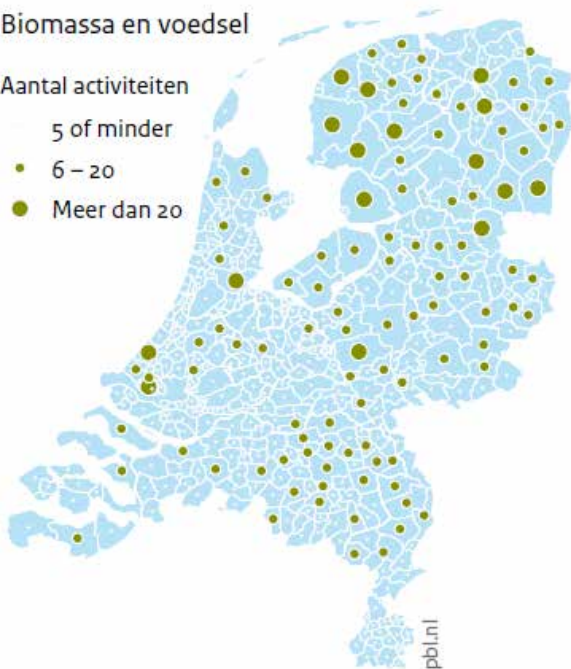 Biomassa en voedsel
Aantal activiteiten
5 of minder
6 – 20
Meer dan 20
pbl.nl